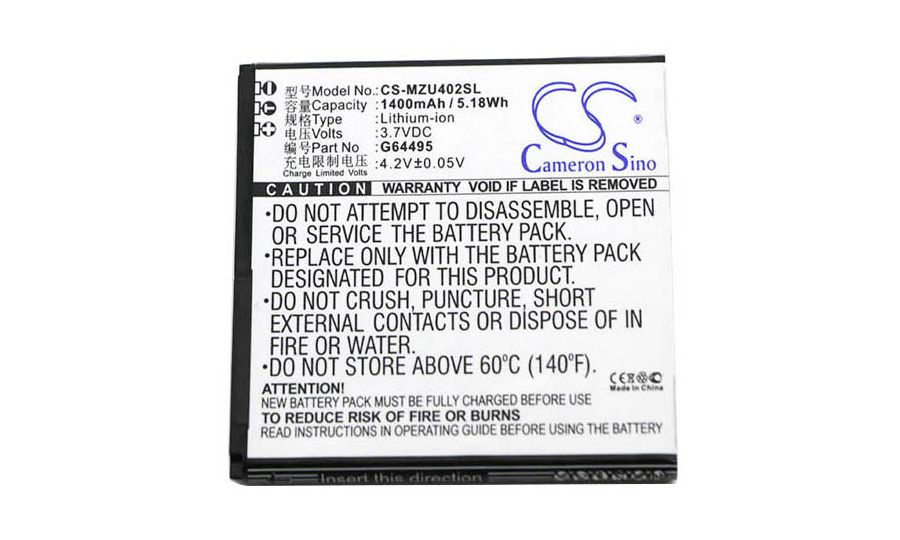 型号Model No.: CS-MZU402SL
容量Capacity: 1400mAh / 5.18Wh
规格Type: Lithium-ion
电压Volts: 3.7VDC
编号Part No: G64495
充电限制电压: 4.2V±0.05V
Charge Limited Volts
CS
®
Cameron Sino
CAUTION WARRANTY VOID IF LABEL IS REMOVED
·DO NOT ATTEMPT TO DISASSEMBLE, OPEN
OR SERVICE THE BATTERY PACK.
·REPLACE ONLY WITH THE BATTERY PACK
DESIGNATED FOR THIS PRODUCT.
·DO NOT CRUSH, PUNCTURE, SHORT
EXTERNAL CONTACTS OR DISPOSE OF
IN FIRE OR WATER.
·DO NOT STORE ABOVE 60°C (140°F).
CE
Made in China
ATTENTION!
NEW BATTERY PACK MUST BE FULLY CHARGED BEFORE USE
TO REDUCE RISK OF FIRE OR BURNS
READ INSTRUCTIONS IN OPERATING GUIDE BEFORE USING THE BATTERY
Insert this side down